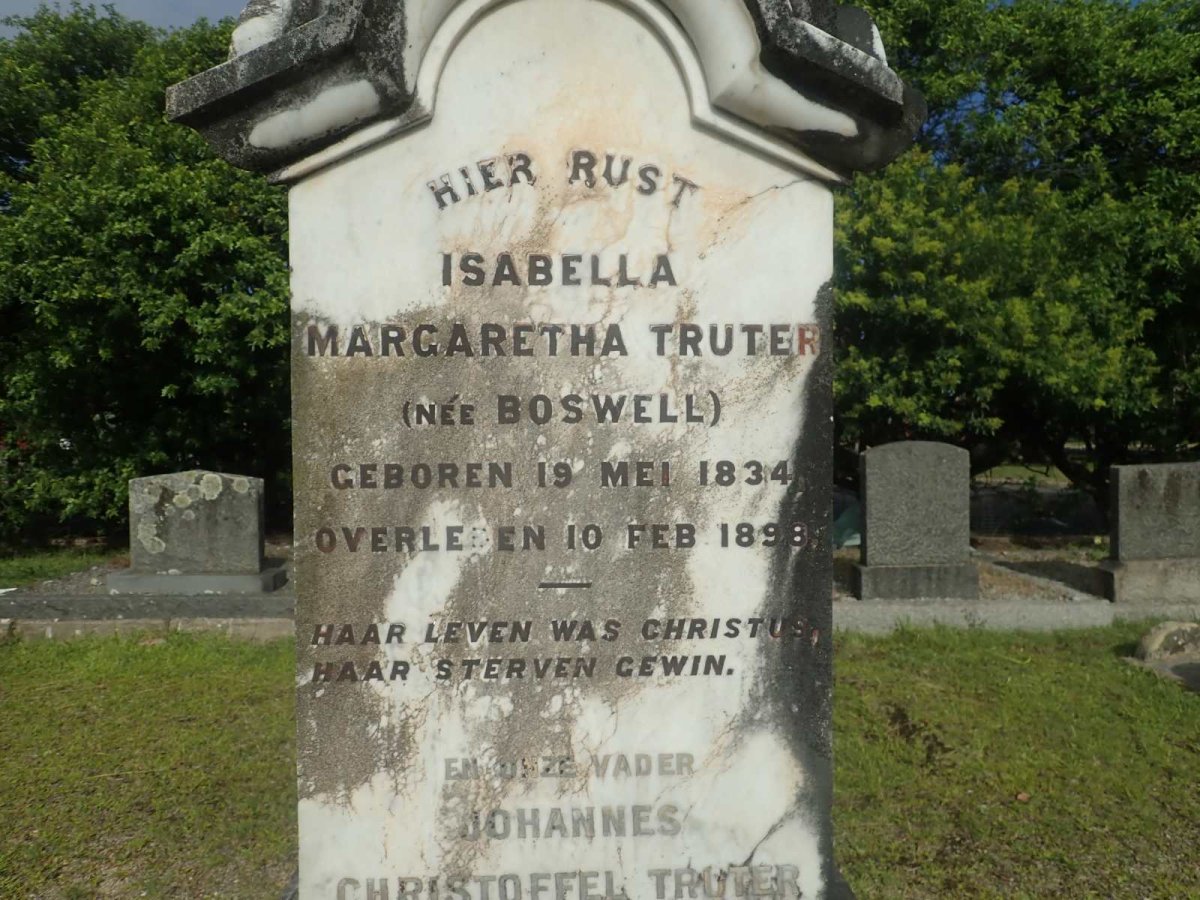 HIER RUST
ISABELLA
MARGARETHA TRUTER
(NÉE BOSWELL)
GEBOREN 19 MEI 1834
OVERLEDEN 10 FEB 1898
HAAR LEVEN WAS CHRISTUS,
HAAR STERVEN GEWIN.
EN ONZE VADER
JOHANNES
CHRISTOFFEL TRUTER